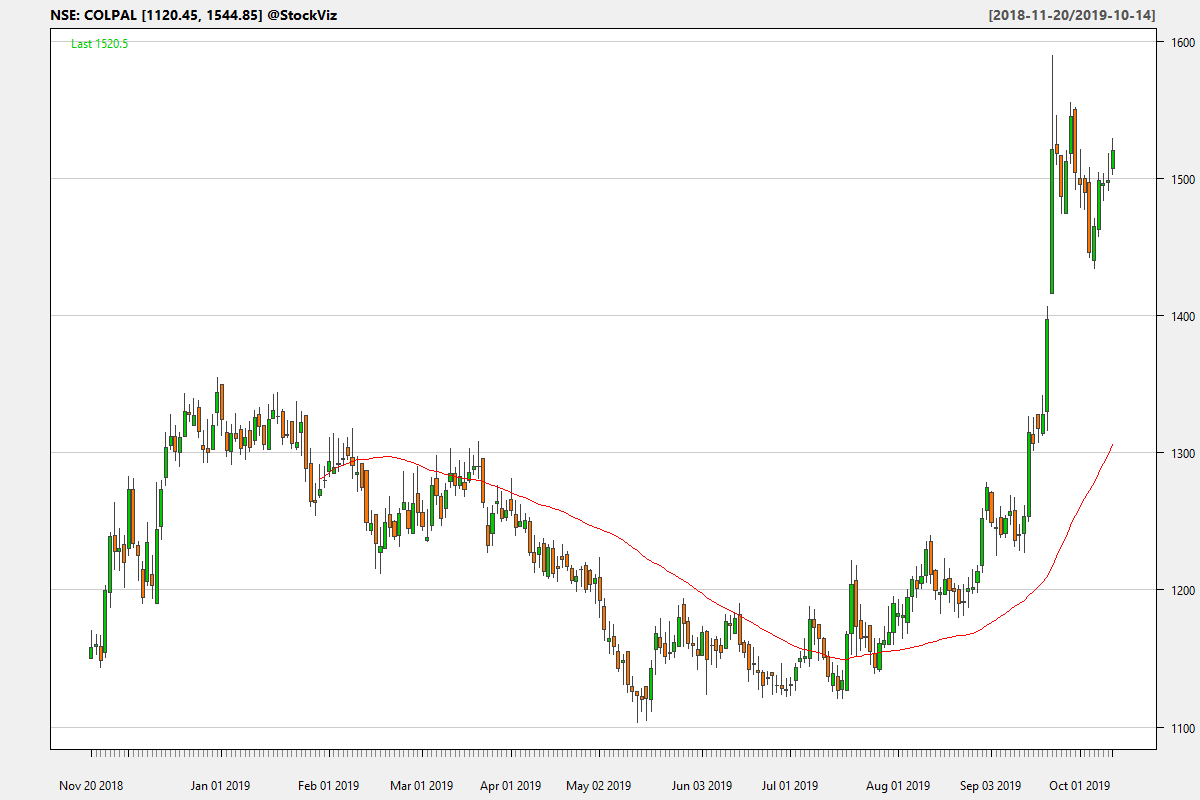 NSE: COLPAL [1120.45, 1544.85] @StockViz
[2018-11-20/2019-10-14]
Last 1520.5
1600
1500
1400
1300
1200
1100
Nov 20 2018
Jan 01 2019
Feb 01 2019
Mar 01 2019
Apr 01 2019
May 02 2019
Jun 03 2019
Jul 01 2019
Aug 01 2019
Sep 03 2019
Oct 01 2019